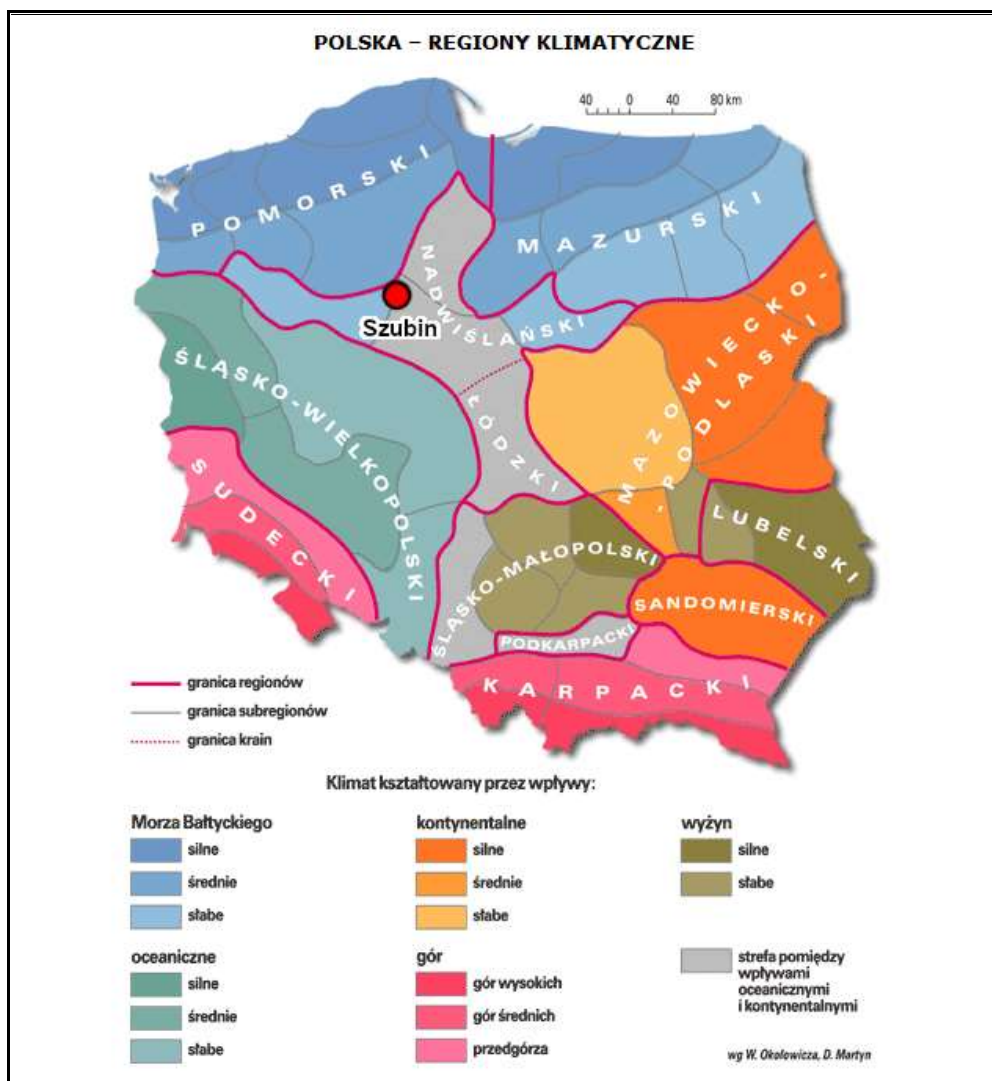 POLSKA – REGIONY KLIMATYCZNE
40 0 40 80 km
POMORSKI
MAZURSKI
NADWIŚLAŃSKI
Szubin
MAZOWIECKO-
-PODLASKI
ŚLĄSKO-WIELKOPOLSKI
ŁÓDZKI
SUDECKI
LUBELSKI
ŚLĄSKO-MAŁOPOLSKI
SANDOMIERSKI
PODKARPACKI
KARPACKI
granica regionów
granica subregionów
granica krain
Klimat kształtowany przez wpływy:
Morza Bałtyckiego
silne
średnie
słabe
kontynentalne
silne
średnie
słabe
wyżyn
silne
słabe
oceaniczne
silne
średnie
słabe
gór
gór wysokich
gór średnich
przedgórza
strefa pomiędzy
wpływami
oceanicznymi
i kontynentalnymi
wg W. Okołowicza, D. Martyn